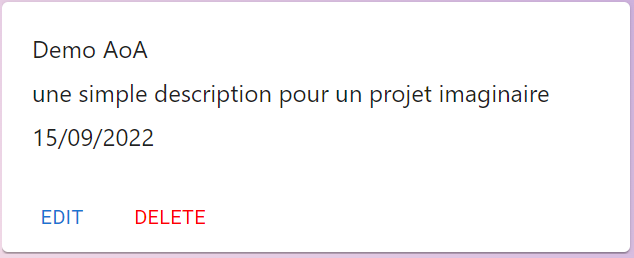 Demo AoA
une simple description pour un projet imaginaire
15/09/2022
EDIT DELETE